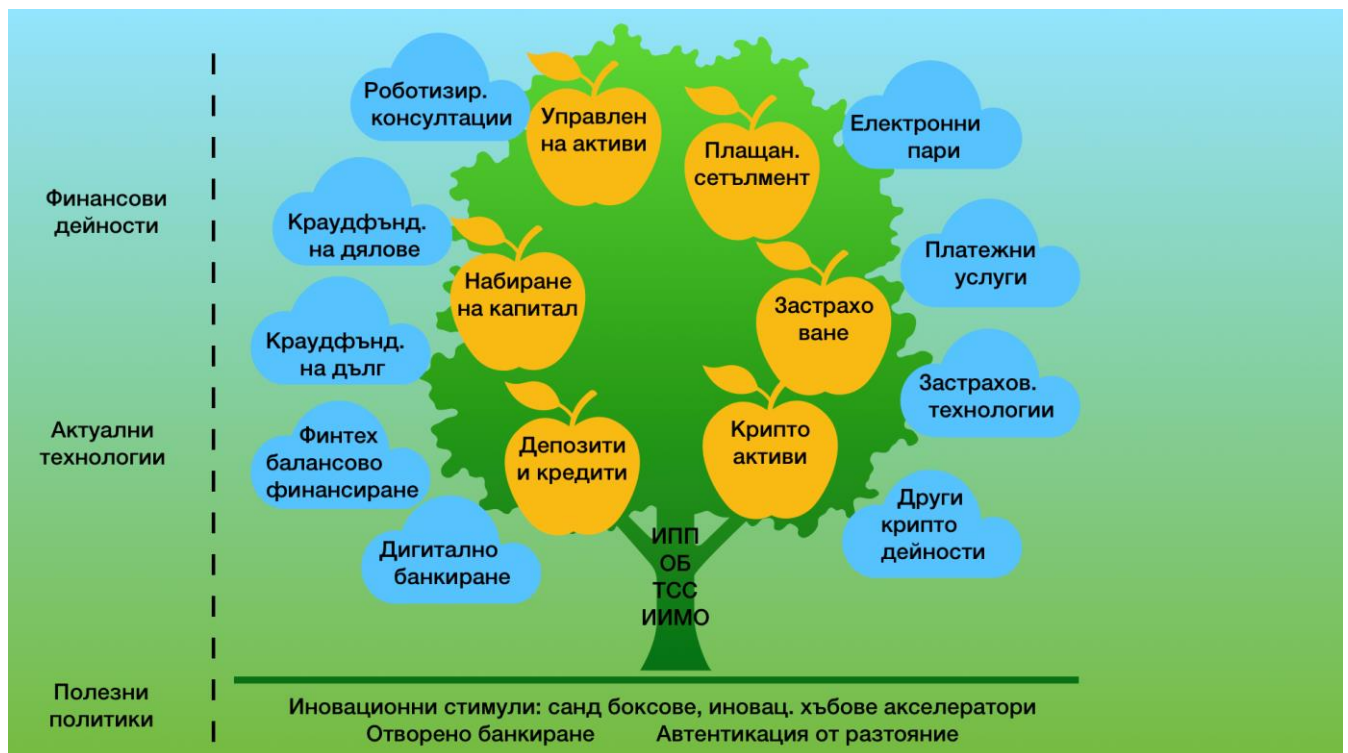 Финансови
дейности
Актуални
технологии
Полезни
политики
Роботизир.
консултации
Краудфънд.
на дялове
Краудфънд.
на дълг
Финтех
балансово
финансиране
Дигитално
банкиране
Управлен
на активи
Плащан.
сетълмент
Набиране
на капитал
Застрахо
ване
Депозити
и кредити
Крипто
активи
Електронни
пари
Платежни
услуги
Застрахов.
технологии
Други
крипто
дейности
ИПП
ОБ
ТСС
ИИМО
Иновационни стимули: санд боксове, иновац. хъбове акселератори
Отворено банкиране Автентикация от разтояние